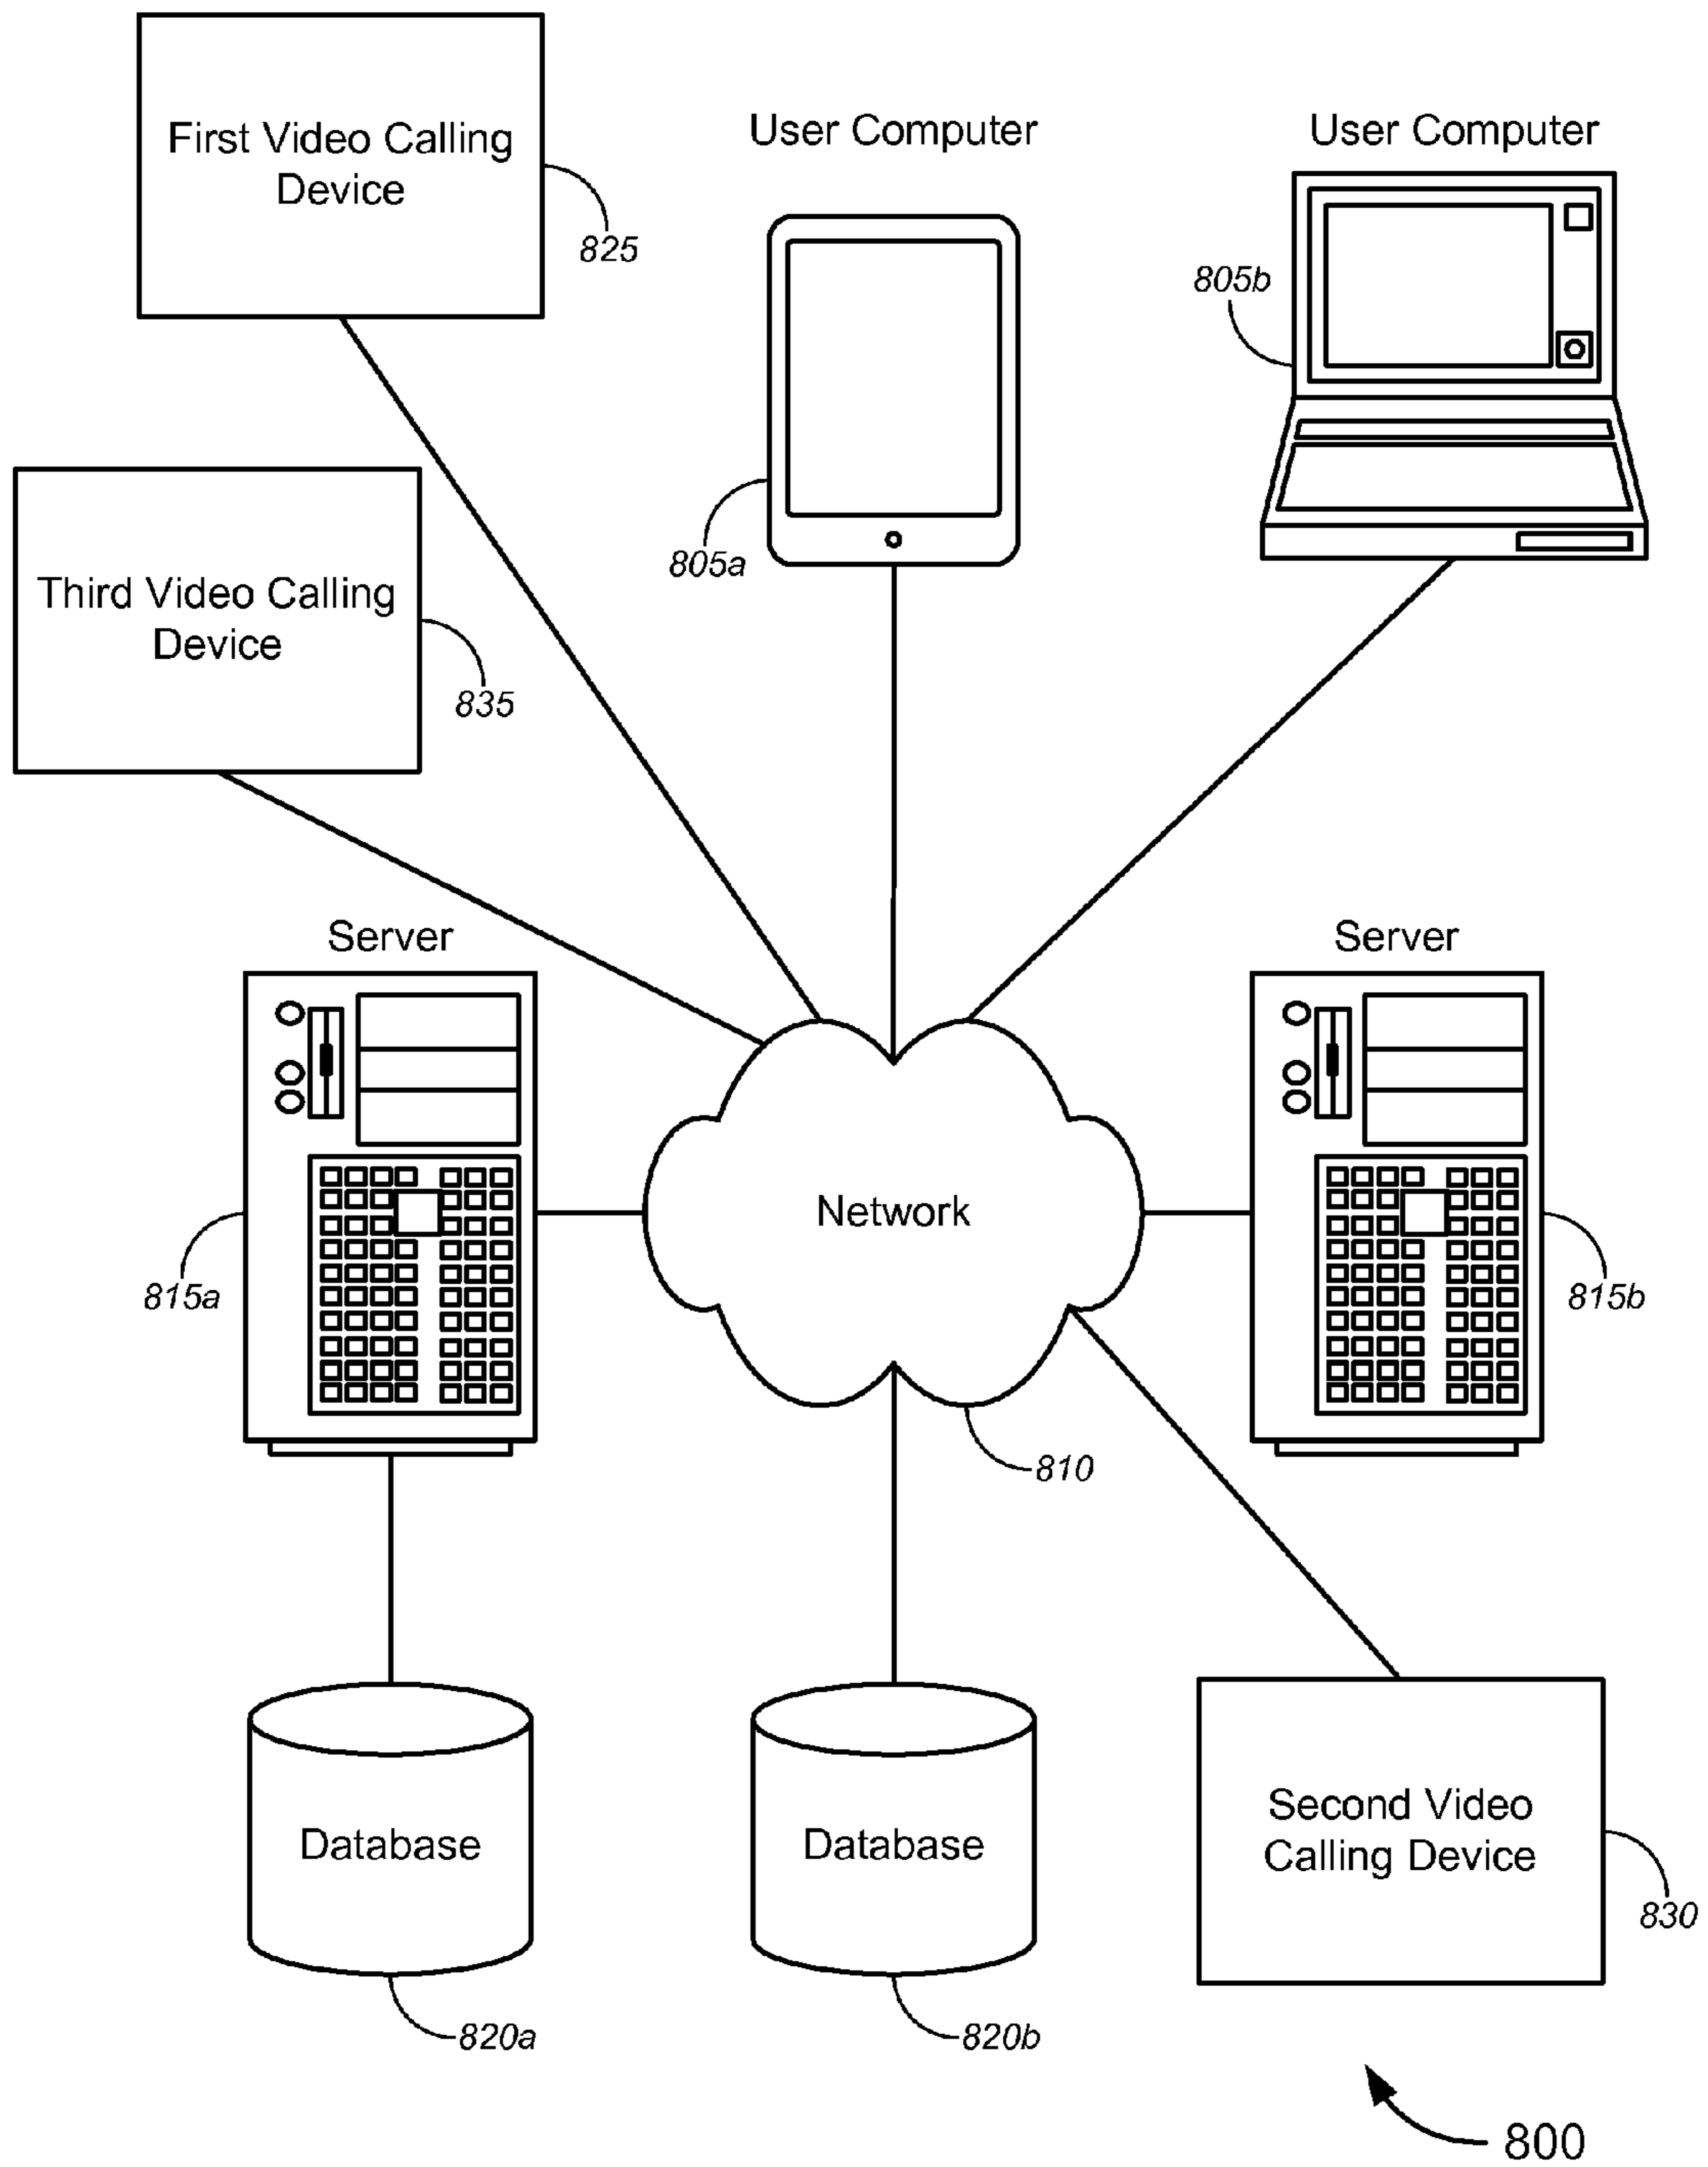 First Video Calling
Device
825
User Computer
805a
User Computer
805b
Third Video Calling
Device
835
Server
815a
Network
810
Server
815b
Database
820a
Database
820b
Second Video
Calling Device
830
800